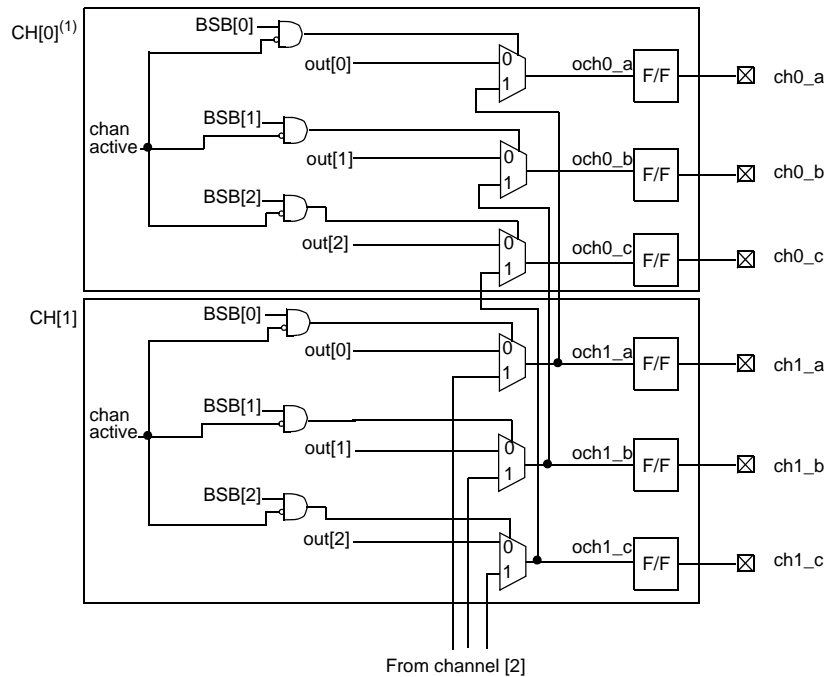 CH[0](1)
BSB[0]
out[0]
0
1
och0_a
F/F
ch0_a
chan
active
BSB[1]
out[1]
0
1
och0_b
F/F
ch0_b
BSB[2]
out[2]
0
1
och0_c
F/F
ch0_c
CH[1]
BSB[0]
out[0]
0
1
och1_a
F/F
ch1_a
chan
active
BSB[1]
out[1]
0
1
och1_b
F/F
ch1_b
BSB[2]
out[2]
0
1
och1_c
F/F
ch1_c
From channel [2]